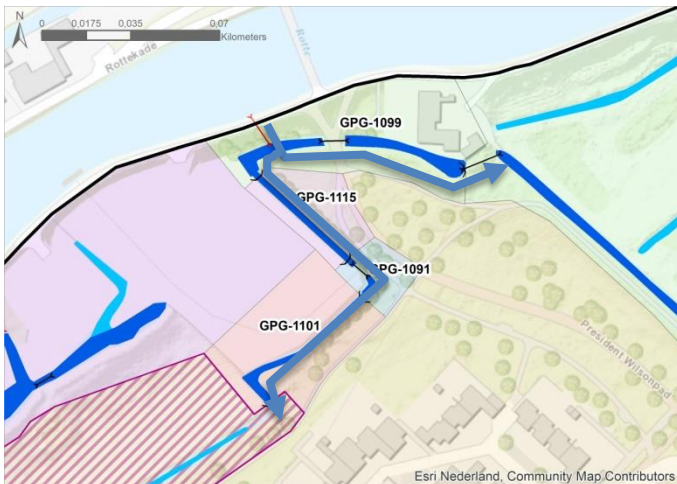 N
0 0,0175 0,035 0,07
Kilometers
Rottekade
Rotte
GPG-1099
GPG-1115
GPG-1091
GPG-1101
President Wilsonpad
Esri Nederland, Community Map Contributors